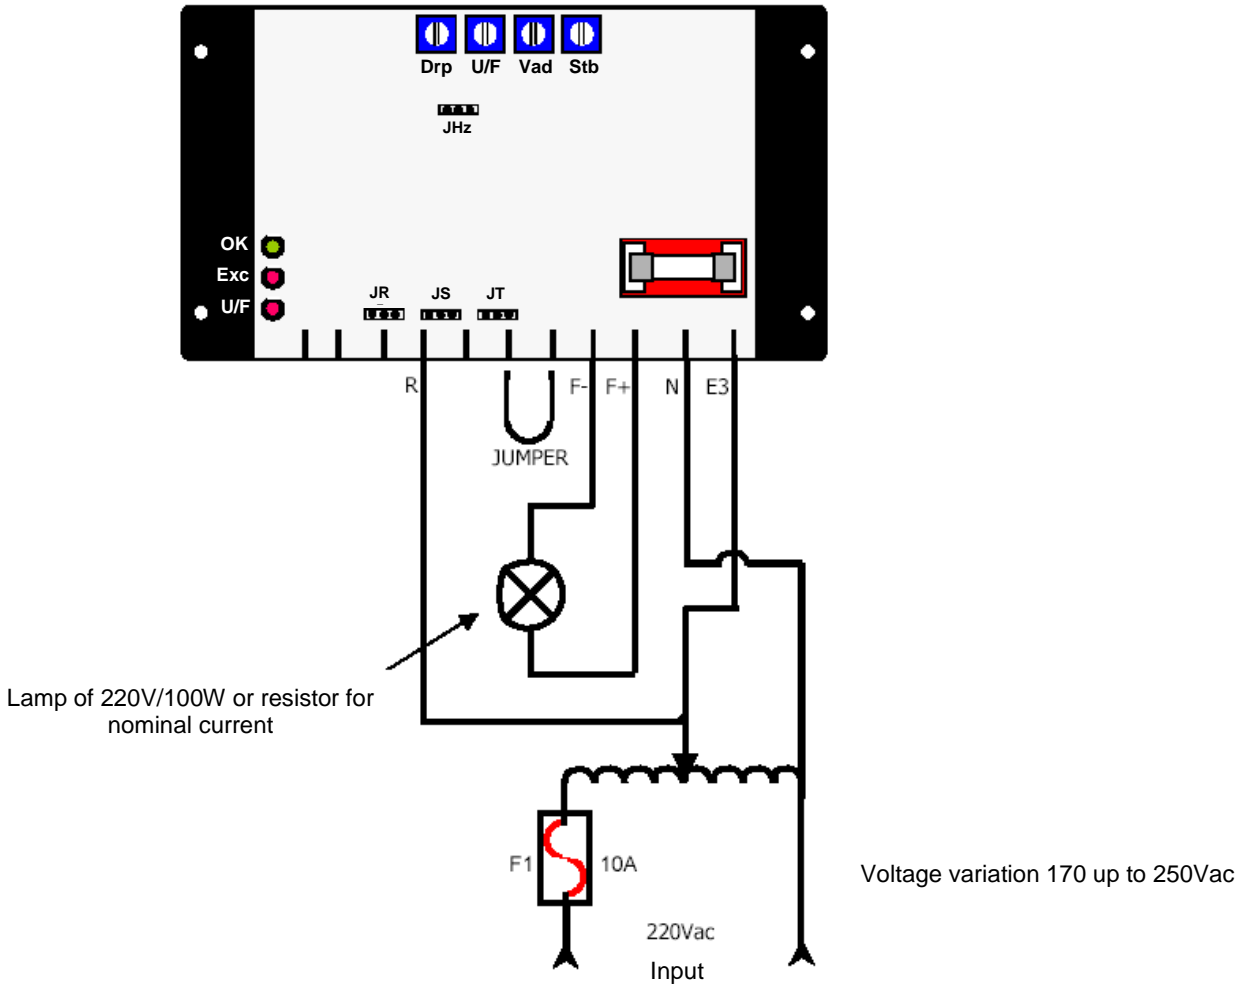 Drp U/F Vad Stb
JHz
OK
Exc
U/F
JR JS JT
R F- F+ N E3
JUMPER
Lamp of 220V/100W or resistor for
nominal current
F1 10A
Voltage variation 170 up to 250Vac
220Vac
Input